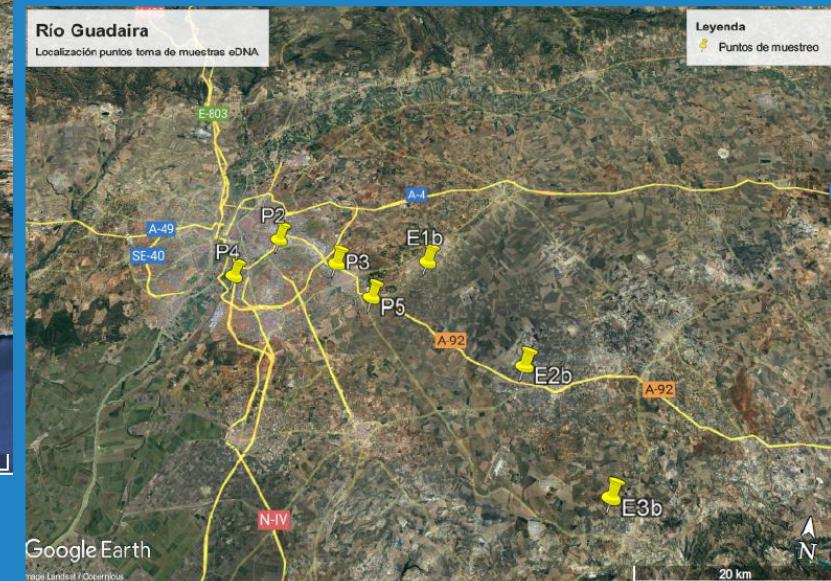 Río Guadaira
Localización puntos toma de muestras eDNA
Leyenda
Puntos de muestreo
E-803
A-4
A-49
SE-40
P2
P4
P3
E1b
P5
A-92
E2b
A-92
E3b
N-IV
Google Earth
Image Landsat / Copernicus
N
20 km